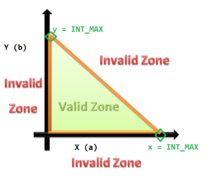 y = INT_MAX
Y (b)
Invalid Zone
Invalid
Zone
Valid Zone
X (a)
x = INT_MAX
Invalid Zone